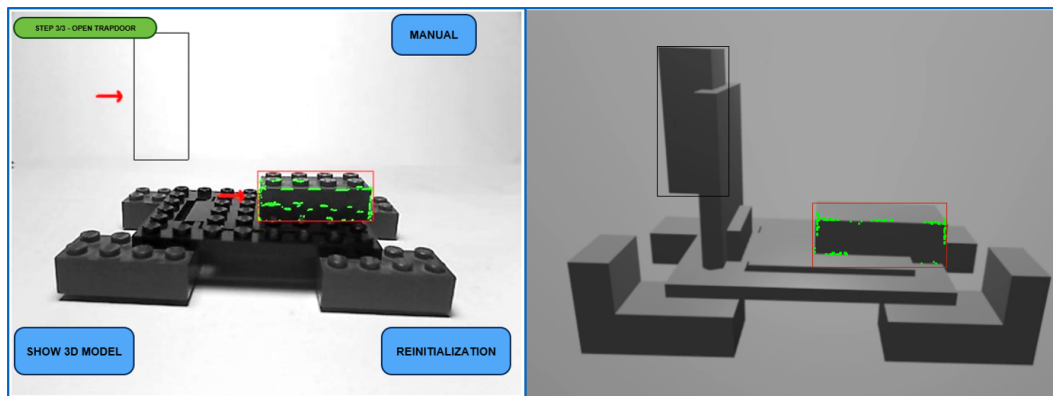 STEP 3/3 - OPEN TRAPDOOR
MANUAL
SHOW 3D MODEL
REINITIALIZATION